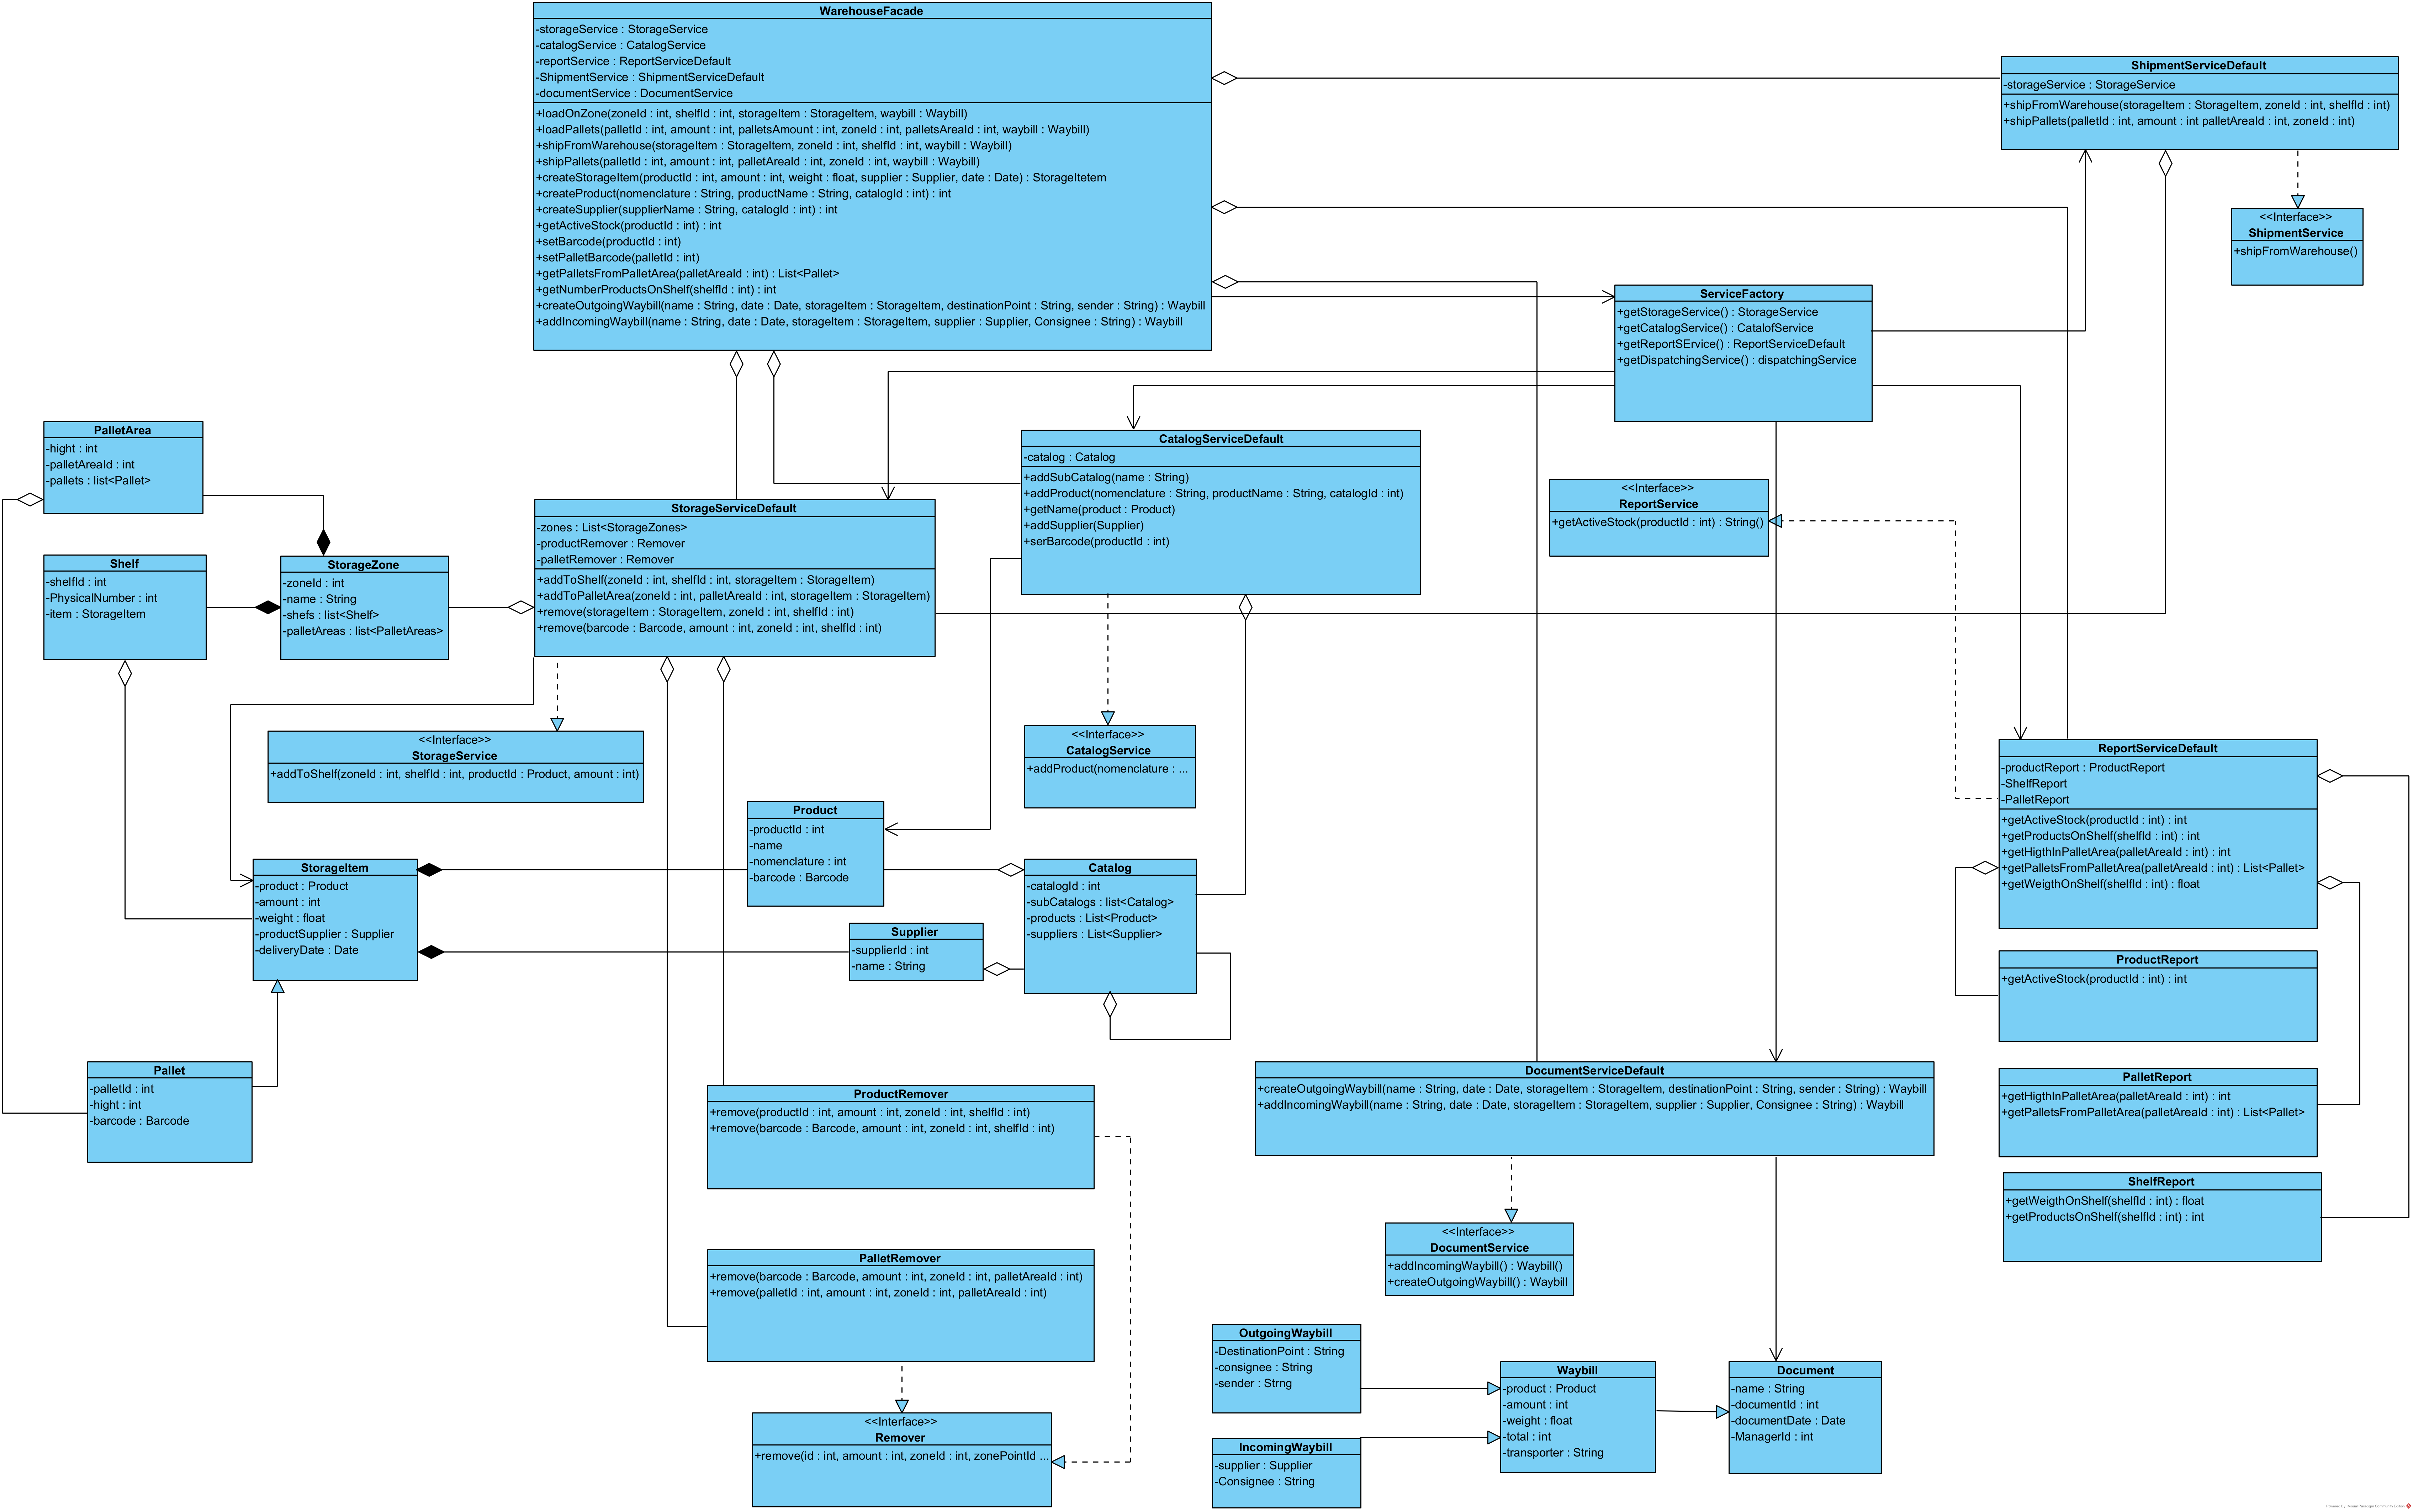 WarehouseFacade
-storageService : StorageService
-catalogService : CatalogService
-reportService : ReportServiceDefault
-ShipmentService : ShipmentServiceDefault
-documentService : DocumentService
+loadOnZone(zoneId : int, shelfId : int, storageItem : StorageItem, waybill : Waybill)
+loadPallets(palletId : int, amount : int, palletsAmount : int, zoneId : int, palletsAreaId : int, waybill : Waybill)
+shipFromWarehouse(storageItem : StorageItem, zoneId : int, shelfId : int, waybill : Waybill)
+shipPallets(palletId : int, amount : int, palletAreaId : int, zoneId : int, waybill : Waybill)
+createStorageItem(productId : int, amount : int, weight : float, supplier : Supplier, date : Date) : StorageItetem
+createProduct(nomenclature : String, productName : String, catalogId : int) : int
+createSupplier(supplierName : String, catalogId : int) : int
+getActiveStock(productId : int) : int
+setBarcode(productId : int)
+setPalletBarcode(palletId : int)
+getPalletsFromPalletArea(palletAreaId : int) : List<Pallet>
+getNumberProductsOnShelf(shelfId : int) : int
+createOutgoingWaybill(name : String, date : Date, storageItem : StorageItem, destinationPoint : String, sender : String) : Waybill
+addIncomingWaybill(name : String, date : Date, storageItem : StorageItem, supplier : Supplier, Consignee : String) : Waybill
ShipmentServiceDefault
-storageService : StorageService
+shipFromWarehouse(storageItem : StorageItem, zoneId : int, shelfId : int)
+shipPallets(palletId : int, amount : int palletAreaId : int, zoneId : int)
<<Interface>>
ShipmentService
+shipFromWarehouse()
ServiceFactory
+getStorageService() : StorageService
+getCatalogService() : CatalofService
+getReportSErvice() : ReportServiceDefault
+getDispatchingService() : dispatchingService
PalletArea
-hight : int
-palletAreaId : int
-pallets : list<Pallet>
Shelf
-shelfId : int
-PhysicalNumber : int
-item : StorageItem
StorageZone
-zoneId : int
-name : String
-shefs : list<Shelf>
-palletAreas : list<PalletAreas>
StorageServiceDefault
-zones : List<StorageZones>
-productRemover : Remover
-palletRemover : Remover
+addToShelf(zoneId : int, shelfId : int, storageItem : StorageItem)
+addToPalletArea(zoneId : int, palletAreaId : int, storageItem : StorageItem)
+remove(storageItem : StorageItem, zoneId : int, shelfId : int)
+remove(barcode : Barcode, amount : int, zoneId : int, shelfId : int)
CatalogServiceDefault
-catalog : Catalog
+addSubCatalog(name : String)
+addProduct(nomenclature : String, productName : String, catalogId : int)
+getName(product : Product)
+addSupplier(Supplier)
+serBarcode(productId : int)
<<Interface>>
ReportService
+getActiveStock(productId : int) : String()
<<Interface>>
StorageService
+addToShelf(zoneId : int, shelfId : int, productId : Product, amount : int)
<<Interface>>
CatalogService
+addProduct(nomenclature : ...
ReportServiceDefault
-productReport : ProductReport
-ShelfReport
-PalletReport
+getActiveStock(productId : int) : int
+getProductsOnShelf(shelfId : int) : int
+getHigthInPalletArea(palletAreaId : int) : int
+getPalletsFromPalletArea(palletAreaId : int) : List<Pallet>
+getWeigthOnShelf(shelfId : int) : float
Product
-productId : int
-name
-nomenclature : int
-barcode : Barcode
StorageItem
-product : Product
-amount : int
-weight : float
-productSupplier : Supplier
-deliveryDate : Date
Catalog
-catalogId : int
-subCatalogs : list<Catalog>
-products : List<Product>
-suppliers : List<Supplier>
Supplier
-supplierId : int
-name : String
ProductReport
+getActiveStock(productId : int) : int
Pallet
-palletId : int
-hight : int
-barcode : Barcode
DocumentServiceDefault
+createOutgoingWaybill(name : String, date : Date, storageItem : StorageItem, destinationPoint : String, sender : String) : Waybill
+addIncomingWaybill(name : String, date : Date, storageItem : StorageItem, supplier : Supplier, Consignee : String) : Waybill
PalletReport
+getHigthInPalletArea(palletAreaId : int) : int
+getPalletsFromPalletArea(palletAreaId : int) : List<Pallet>
ProductRemover
+remove(productId : int, amount : int, zoneId : int, shelfId : int)
+remove(barcode : Barcode, amount : int, zoneId : int, shelfId : int)
ShelfReport
+getWeigthOnShelf(shelfId : int) : float
+getProductsOnShelf(shelfId : int) : int
<<Interface>>
DocumentService
+addIncomingWaybill() : Waybill()
+createOutgoingWaybill() : Waybill
PalletRemover
+remove(barcode : Barcode, amount : int, zoneId : int, palletAreaId : int)
+remove(palletId : int, amount : int, zoneId : int, palletAreaId : int)
OutgoingWaybill
-DestinationPoint : String
-consignee : String
-sender : Strng
Waybill
-product : Product
-amount : int
-weight : float
-total : int
-transporter : String
Document
-name : String
-documentId : int
-documentDate : Date
-ManagerId : int
<<Interface>>
Remover
+remove(id : int, amount : int, zoneId : int, zonePointId ...
IncomingWaybill
-supplier : Supplier
-Consignee : String
Powered By Visual Paradigm Community Edition